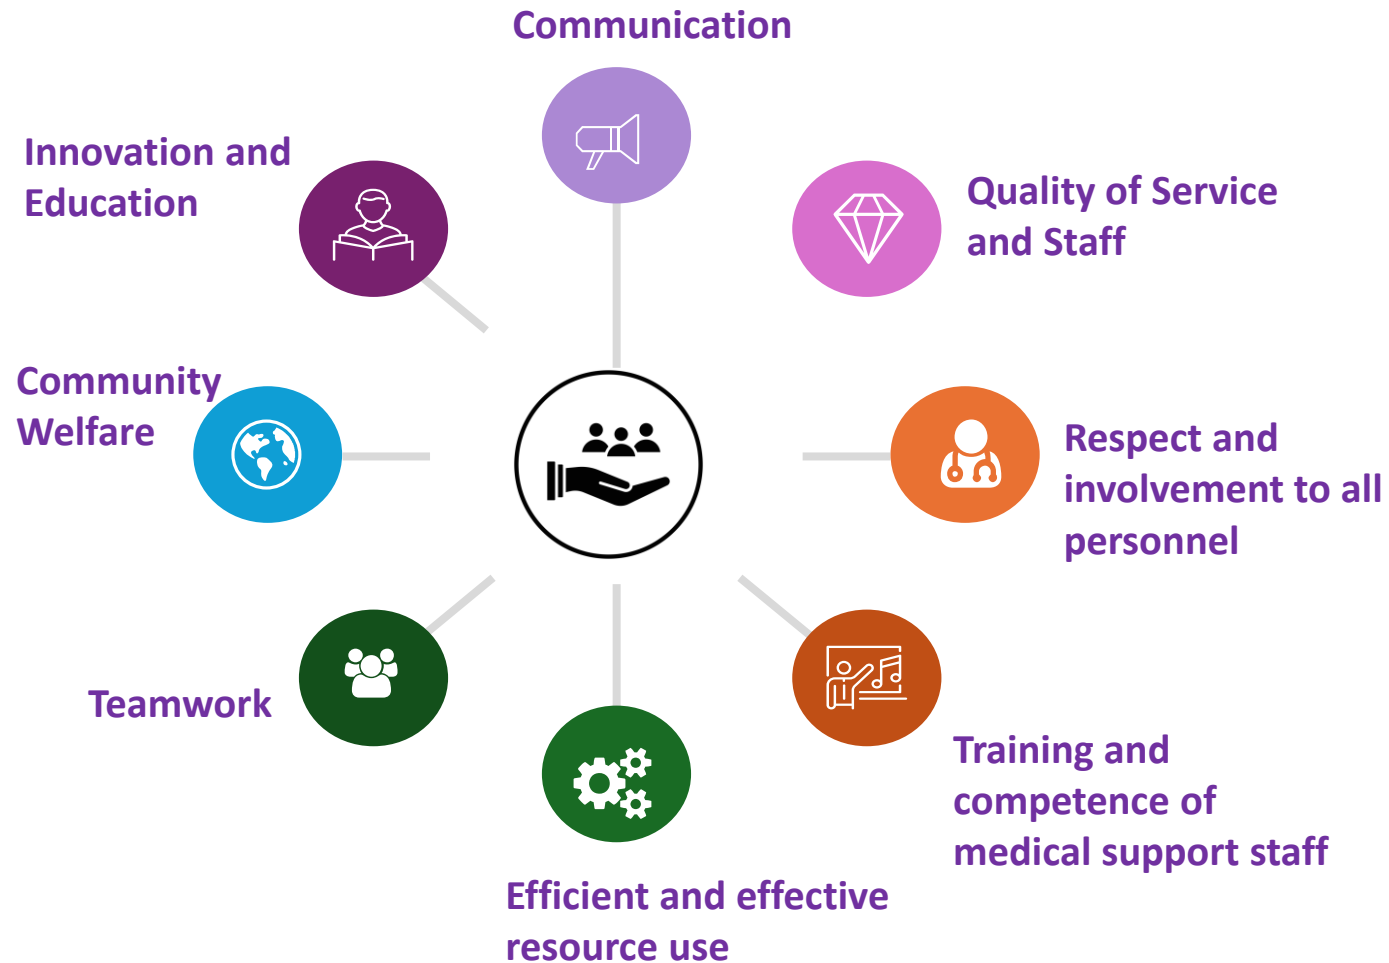 Communication
Innovation and
Education
Quality of Service
and Staff
Community
Welfare
Respect and
involvement to all
personnel
Teamwork
Training and
competence of
medical support staff
Efficient and effective
resource use